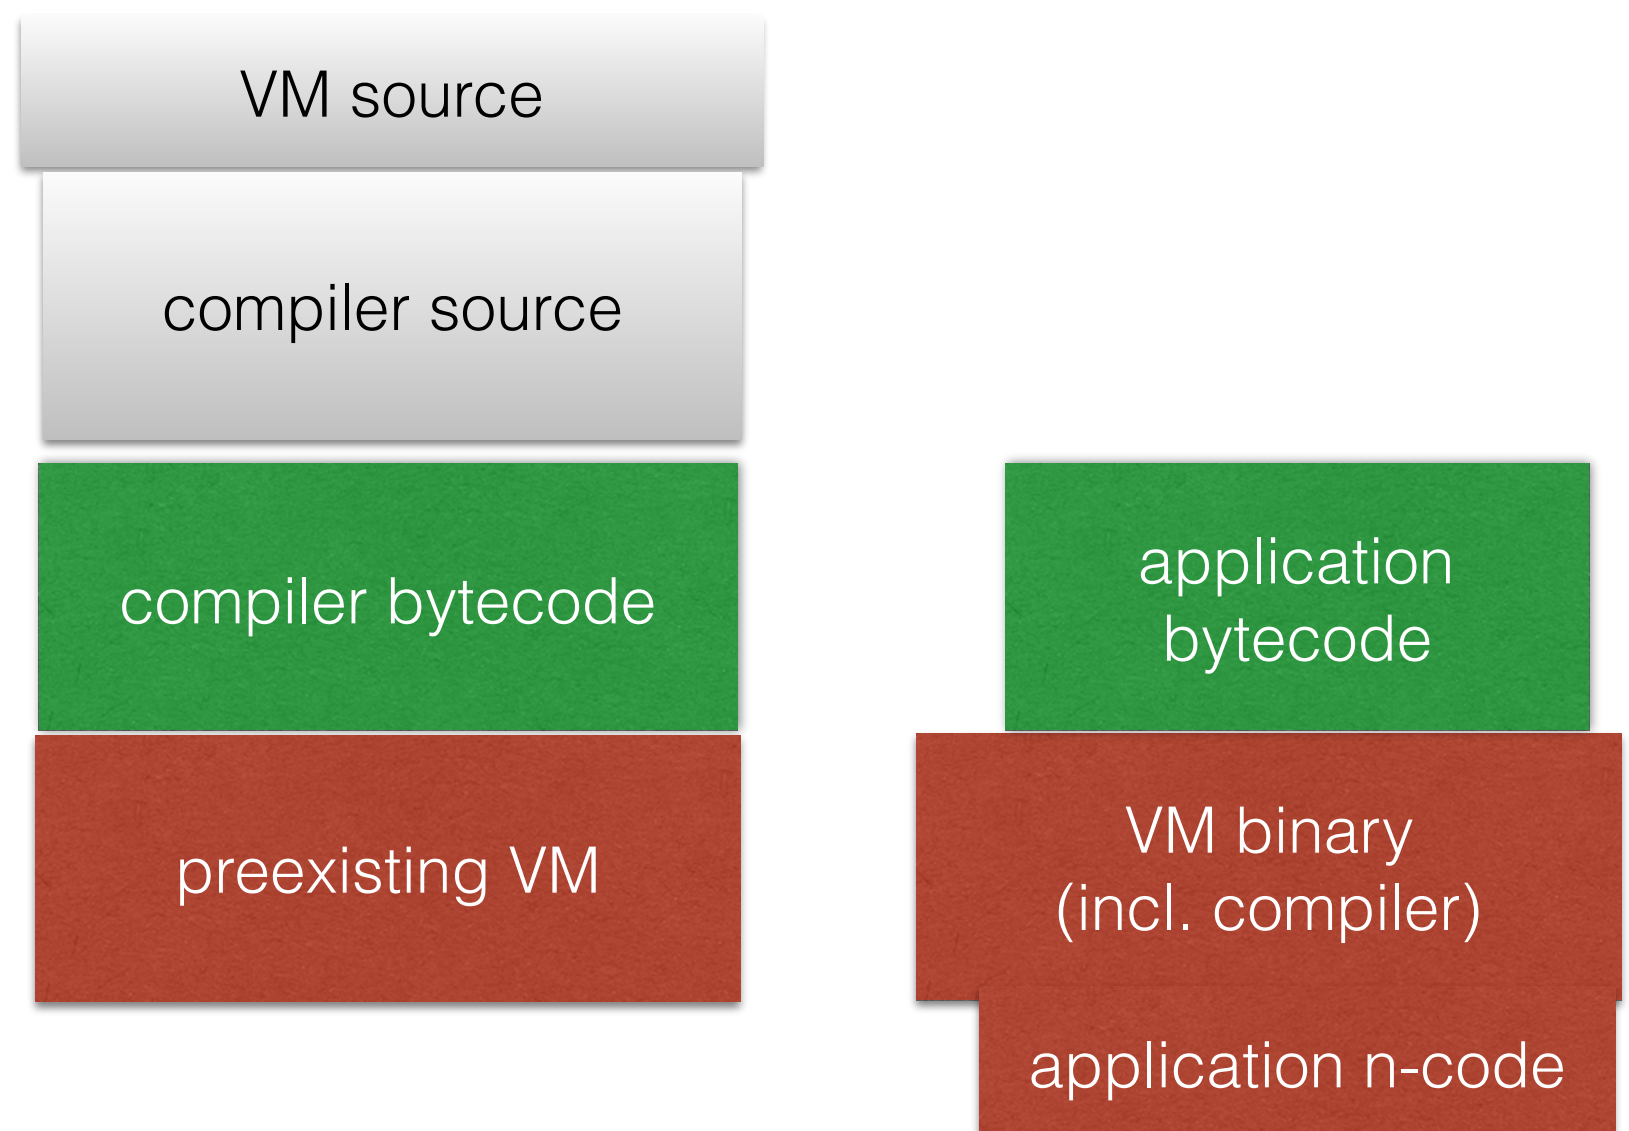 VM source
compiler source
compiler bytecode
preexisting VM
application
bytecode
VM binary
(incl. compiler)
application n-code